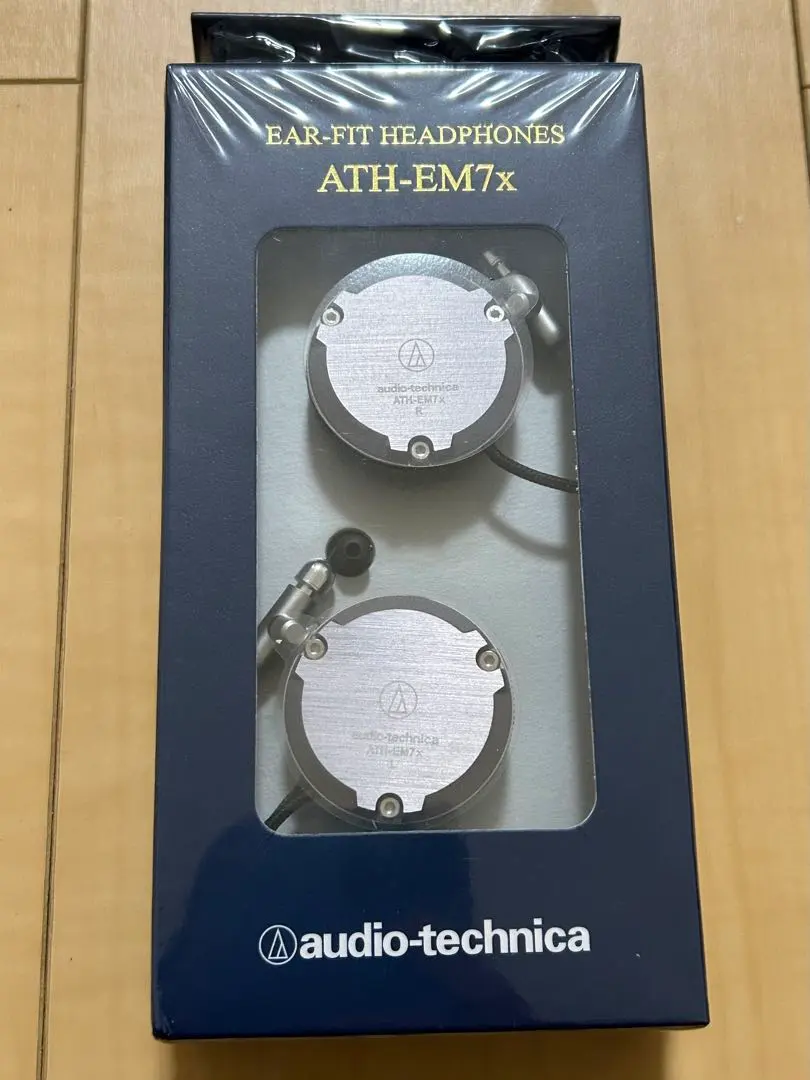 EAR-FIT HEADPHONES
ATH-EM7x
audio-technica
ATH-EM7x
R
audio-technica
ATH-EM7x
L
audio-technica